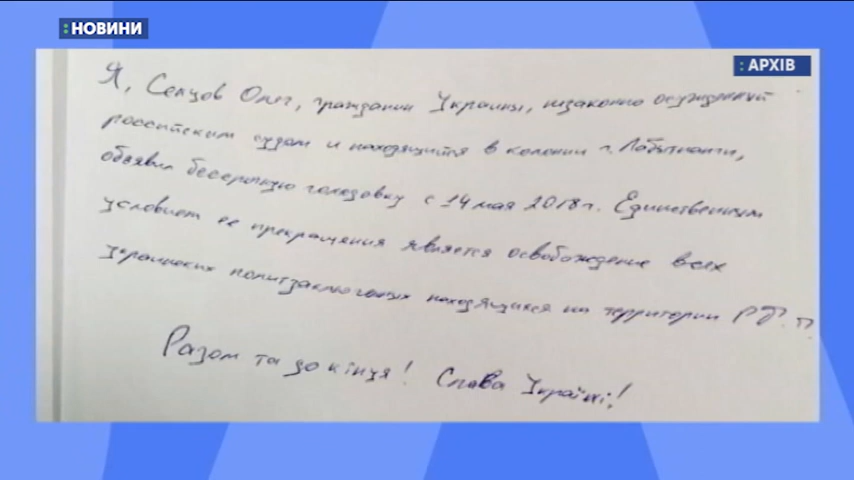 :НОВИНИ
:АРХІВ
Я, Сенцов Олег, гражданин Украины, незаконно осужденный
российским судом и находящийся в колонии г. Лабытнанги,
объявил бессрочную голодовку с 14 мая 2018 г. Единственным
условием ее прекращения является освобождение всех
украинских политзаключенных находящихся на территории РФ.
Разом та до кінця! Слава Україні!